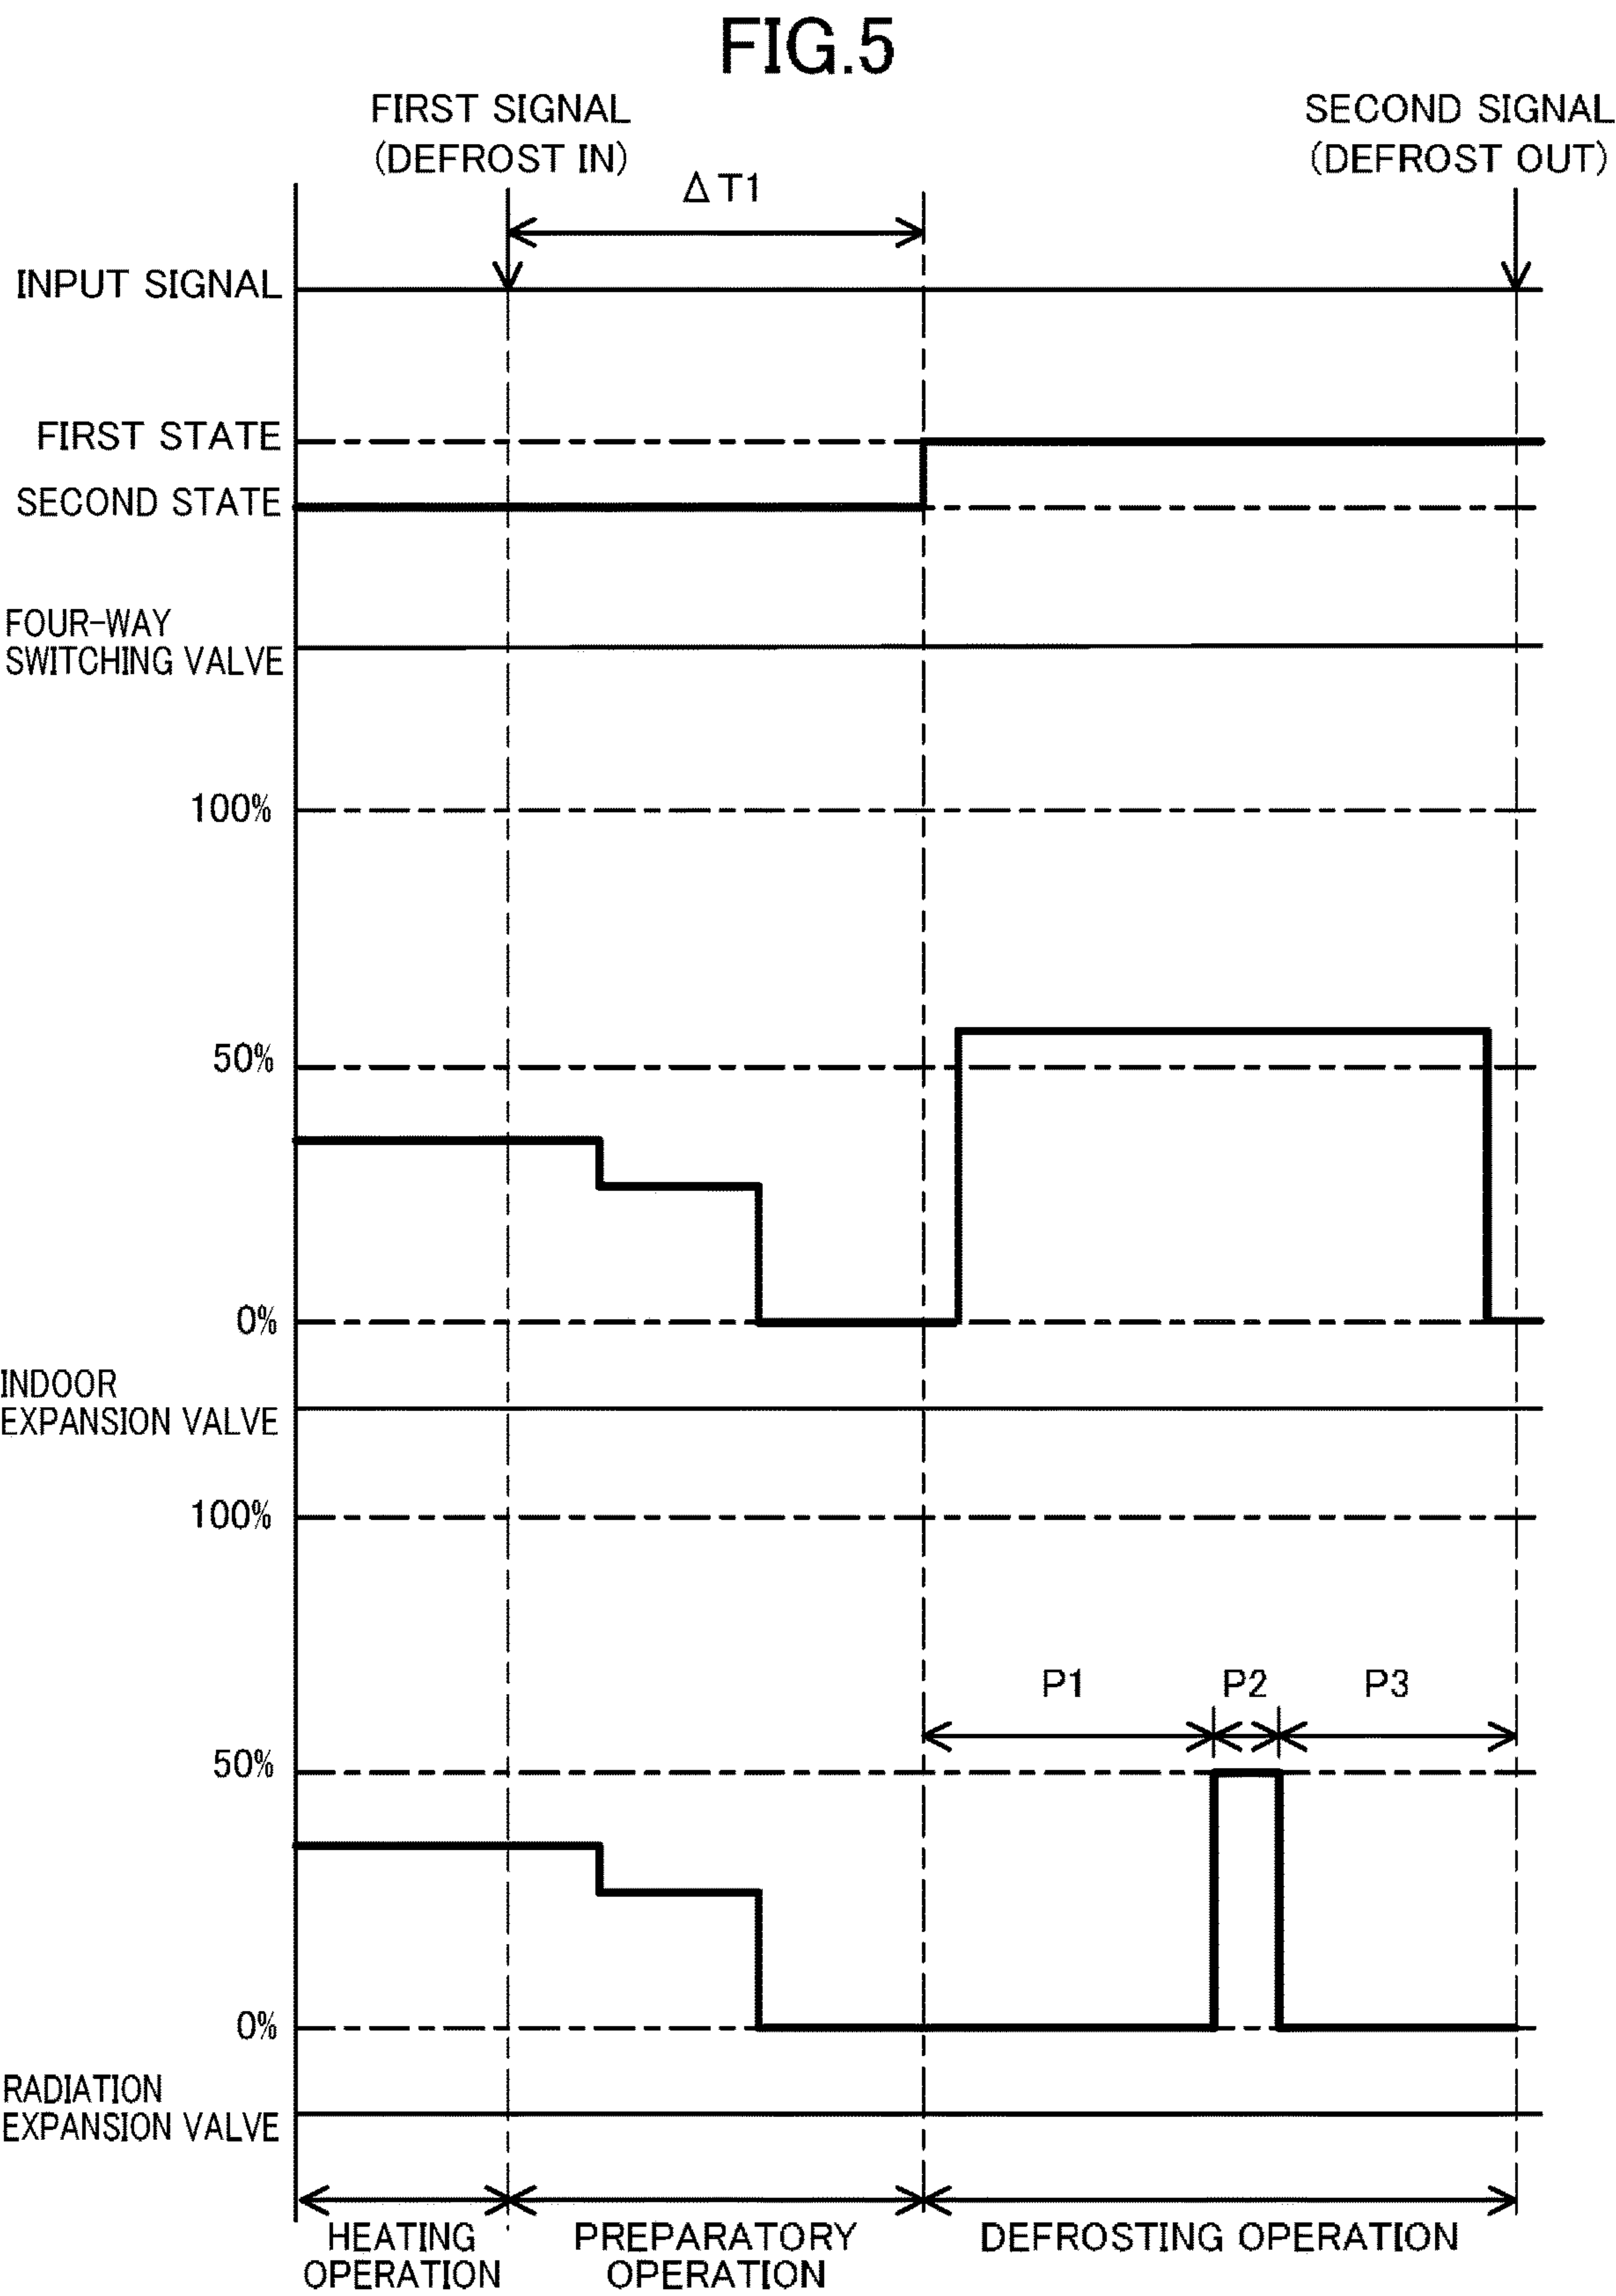 FIG.5
FIRST SIGNAL
(DEFROST IN)
SECOND SIGNAL
(DEFROST OUT)
ΔT1
INPUT SIGNAL
FIRST STATE
SECOND STATE
FOUR-WAY
SWITCHING VALVE
100%
50%
0%
INDOOR
EXPANSION VALVE
100%
P1
P2
P3
50%
0%
RADIATION
EXPANSION VALVE
HEATING
OPERATION
PREPARATORY
OPERATION
DEFROSTING OPERATION